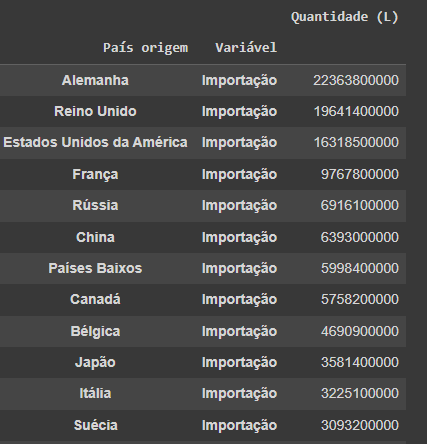 Quantidade (L)
País origem Variável
Alemanha Importação 22363800000
Reino Unido Importação 19641400000
Estados Unidos da América Importação 16318500000
França Importação 9767800000
Rússia Importação 6916100000
China Importação 6393000000
Países Baixos Importação 5998400000
Canadá Importação 5758200000
Bélgica Importação 4690900000
Japão Importação 3581400000
Itália Importação 3225100000
Suécia Importação 3093200000